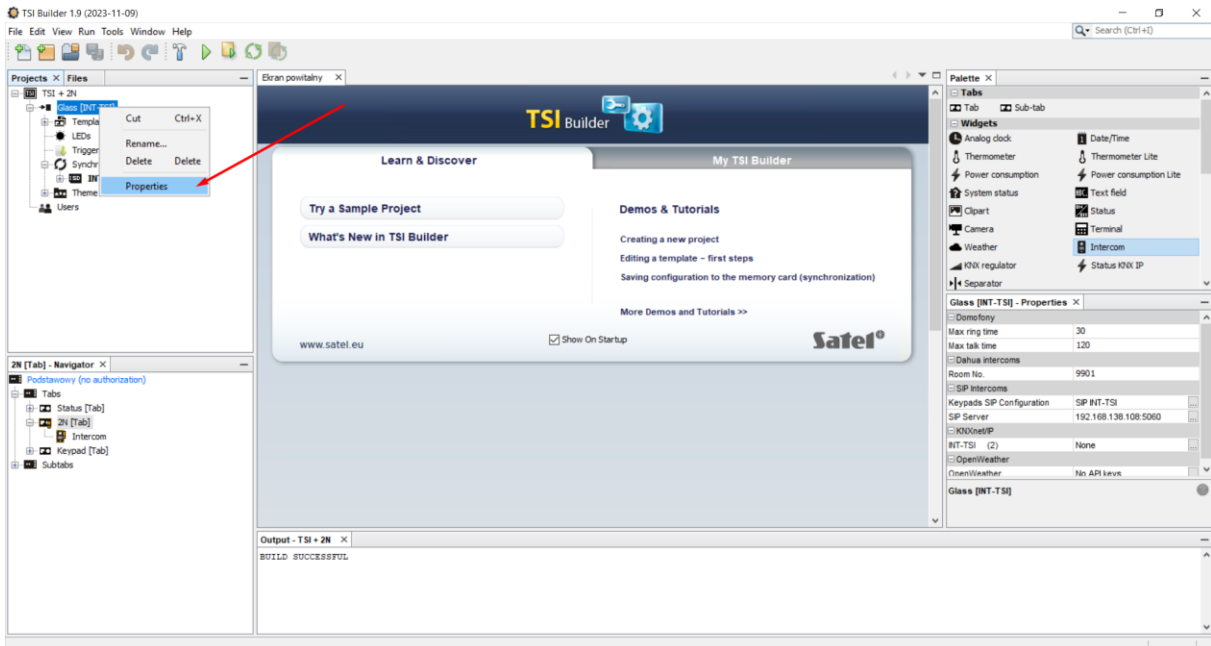 TSI Builder 1.9 (2023-11-09)
File Edit View Run Tools Window Help
Search (Ctrl+I)
Projects Files
TSI + 2N
Glass [INT-TSI]
Templa
LEDs
Trigger
Synchr
IN
Theme
Users
Cut Ctrl+X
Rename...
Delete Delete
Properties
2N [Tab] - Navigator
Podstawowy (no authorization)
Tabs
Status [Tab]
2N [Tab]
Intercom
Keypad [Tab]
Subtabs
Ekran powitalny
TSI Builder
Learn & Discover
My TSI Builder
Try a Sample Project
What's New in TSI Builder
Demos & Tutorials
Creating a new project
Editing a template – first steps
Saving configuration to the memory card (synchronization)
More Demos and Tutorials >>
www.satel.eu
Show On Startup
Satel®
Output - TSI + 2N
BUILD SUCCESSFUL
Palette
Tabs
Tab Sub-tab
Widgets
Analog clock Date/Time
Thermometer Thermometer Lite
Power consumption Power consumption Lite
System status Text field
Clipart Status
Camera Terminal
Weather Intercom
KNX regulator Status KNX IP
Separator
Glass [INT-TSI] - Properties
Domofony
Max ring time 30
Max talk time 120
Dahua intercoms
Room No. 9901
SIP Intercoms
Keypads SIP Configuration SIP INT-TSI ...
SIP Server 192.168.138.108:5060 ...
KNXnet/IP
INT-TSI (2) None ...
OpenWeather
OpenWeather No API keys ...
Glass [INT-TSI]